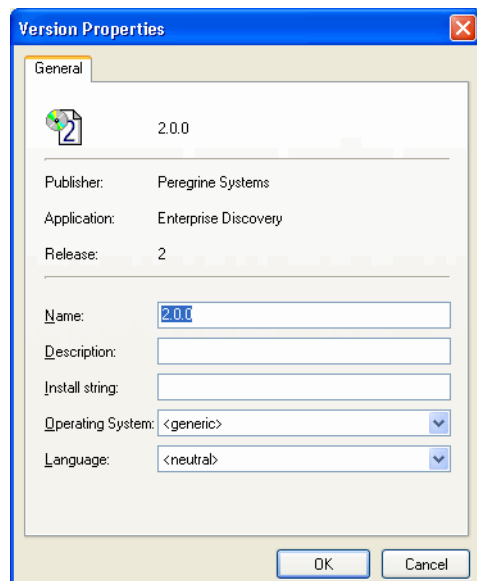 Version Properties
General
2
2.0.0
Publisher: Peregrine Systems
Application: Enterprise Discovery
Release: 2
Name: 2.0.0
Description:
Install string:
Operating System: <generic>
Language: <neutral>
OK Cancel